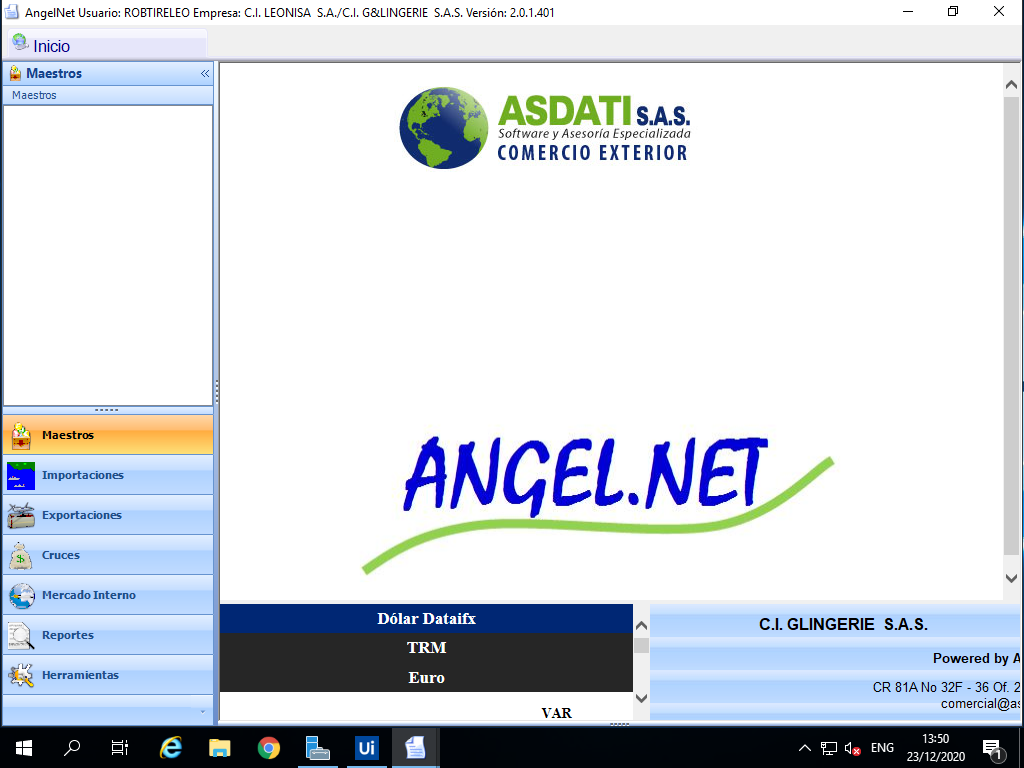 AngelNet Usuario: ROBTIRELEO Empresa: C.I. LEONISA  S.A./C.I. G&LINGERIE  S.A.S. Versión: 2.0.1.401
Inicio
Maestros
Maestros
ASDATI S.A.S.
Software y Asesoría Especializada
COMERCIO EXTERIOR
Maestros
Importaciones
Exportaciones
Cruces
Mercado Interno
Reportes
Herramientas
ANGEL.NET
Dólar Dataifx
TRM
Euro
VAR
C.I. GLINGERIE  S.A.S.
Powered by A
CR 81A No 32F - 36 Of. 2
comercial@as
Ui
ENG
13:50
23/12/2020
1